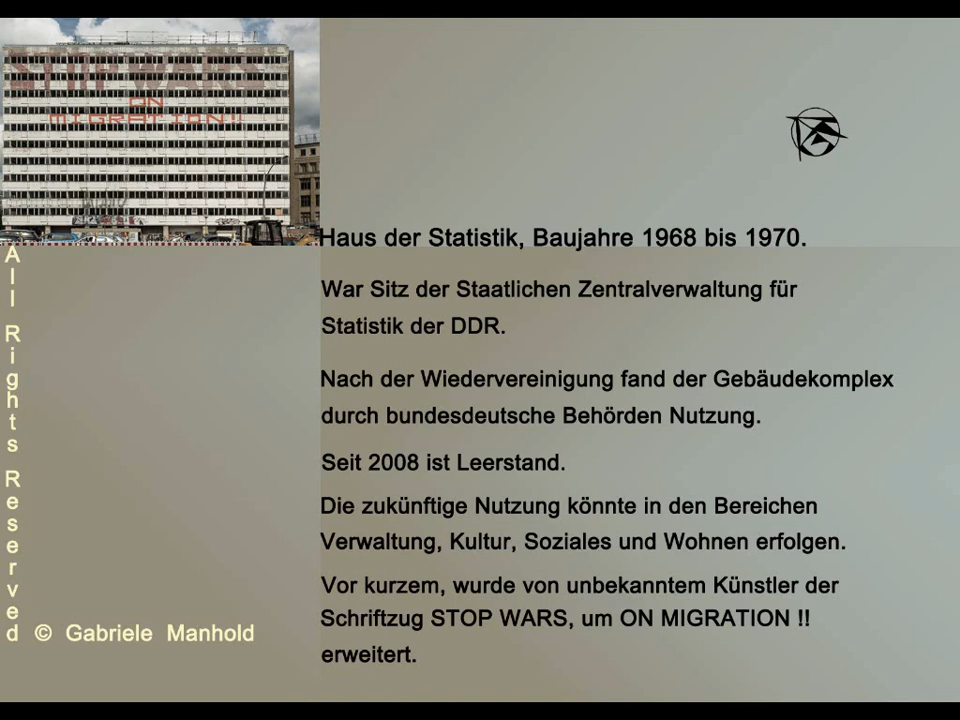 STOP WARS
ON
MIGRATION!!
Haus der Statistik, Baujahre 1968 bis 1970.
War Sitz der Staatlichen Zentralverwaltung für
Statistik der DDR.
Nach der Wiedervereinigung fand der Gebäudekomplex
durch bundesdeutsche Behörden Nutzung.
Seit 2008 ist Leerstand.
Die zukünftige Nutzung könnte in den Bereichen
Verwaltung, Kultur, Soziales und Wohnen erfolgen.
Vor kurzem, wurde von unbekanntem Künstler der
Schriftzug STOP WARS, um ON MIGRATION !!
erweitert.
All Rights Reserved
© Gabriele Manhold